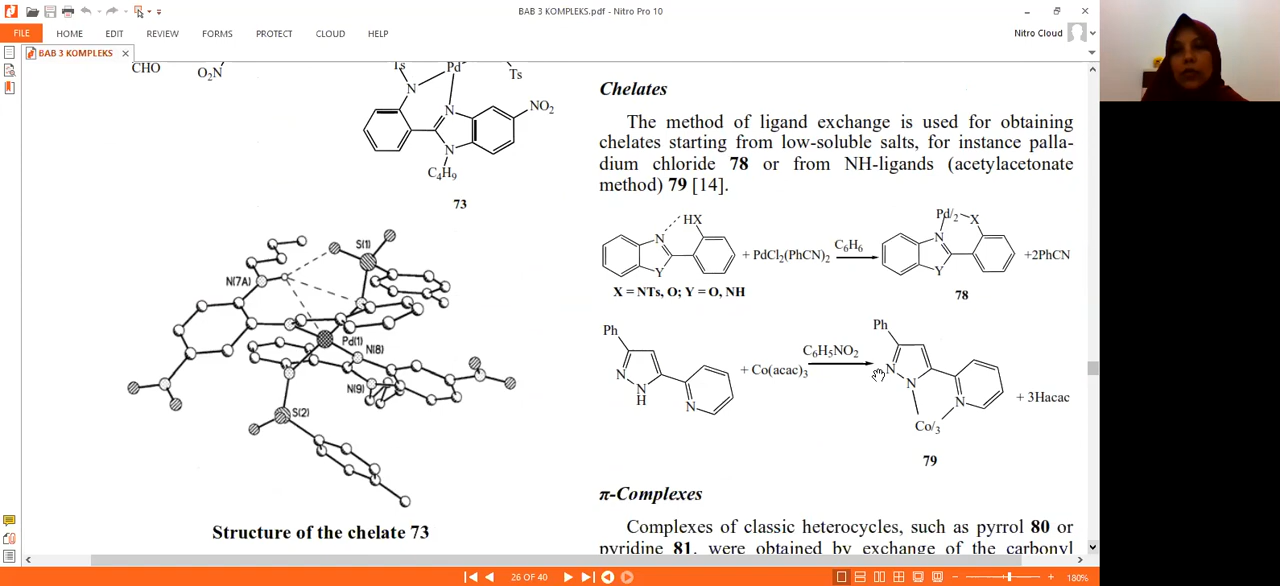 BAB 3 KOMPLEKS.pdf - Nitro Pro 10
FILE HOME EDIT REVIEW FORMS PROTECT CLOUD HELP
Nitro Cloud
BAB 3 KOMPLEKS
CHO
O2N
Ts
Pd
Ts
N
N
NO2
N
C4H9
73
S(1)
N(7A)
Pd(1)
N(8)
N(9)
S(2)
Structure of the chelate 73
Chelates
The method of ligand exchange is used for obtaining
chelates starting from low-soluble salts, for instance palla-
dium chloride 78 or from NH-ligands (acetylacetonate
method) 79 [14].
HX
N
Y
+ PdCl2(PhCN)2
C6H6
Pd/2
X
N
Y
+2PhCN
X = NTs, O; Y = O, NH
78
Ph
N
N
H
N
+ Co(acac)3
C6H5NO2
Ph
N
N
N
Co/3
+ 3Hacac
79
π-Complexes
Complexes of classic heterocycles, such as pyrrol 80 or
pyridine 81, were obtained by exchange of the carbonyl
26 OF 40
180%